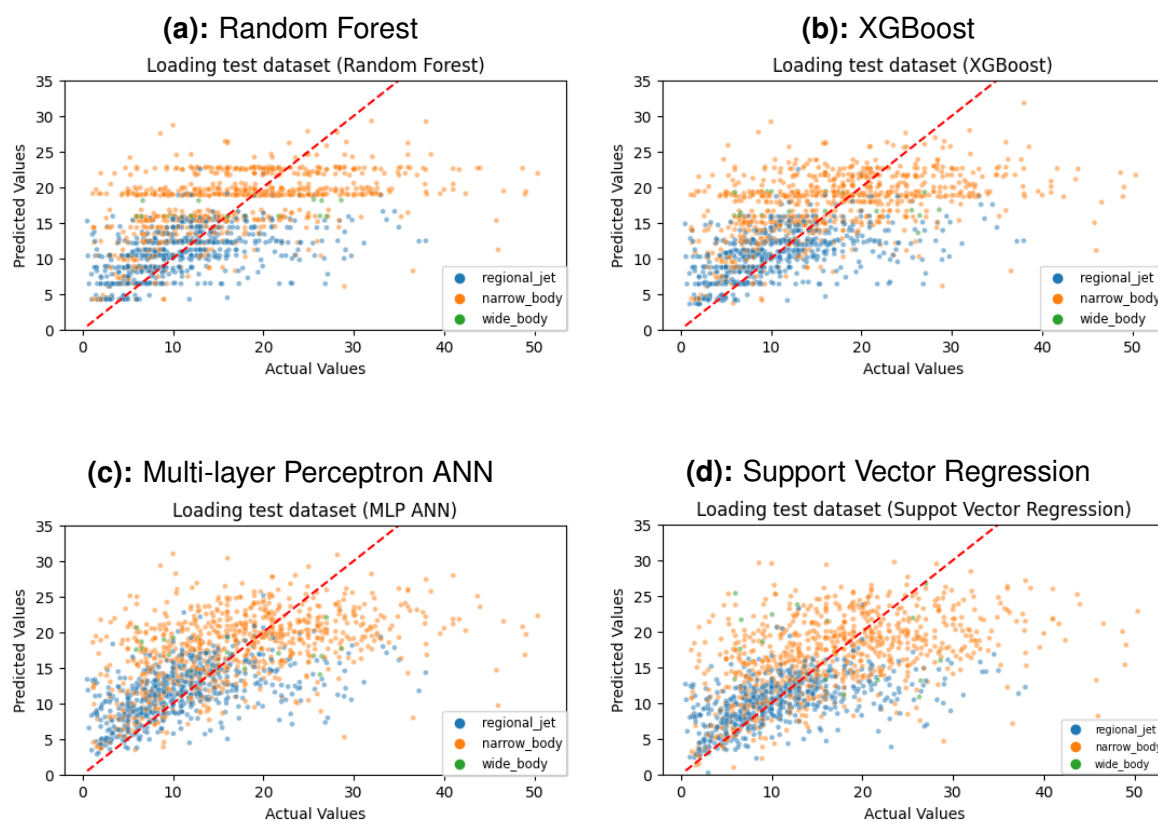 (a): Random Forest
Loading test dataset (Random Forest)
35
30
25
20
15
10
5
0
Predicted Values
0 10 20 30 40 50
Actual Values
regional_jet
narrow_body
wide_body
(b): XGBoost
Loading test dataset (XGBoost)
35
30
25
20
15
10
5
0
Predicted Values
0 10 20 30 40 50
Actual Values
regional_jet
narrow_body
wide_body
(c): Multi-layer Perceptron ANN
Loading test dataset (MLP ANN)
35
30
25
20
15
10
5
0
Predicted Values
0 10 20 30 40 50
Actual Values
regional_jet
narrow_body
wide_body
(d): Support Vector Regression
Loading test dataset (Suppot Vector Regression)
35
30
25
20
15
10
5
0
Predicted Values
0 10 20 30 40 50
Actual Values
regional_jet
narrow_body
wide_body